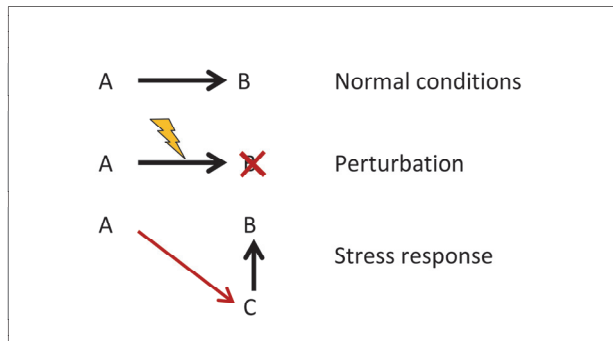 A B Normal conditions
A B Perturbation
A B
Stress response
C